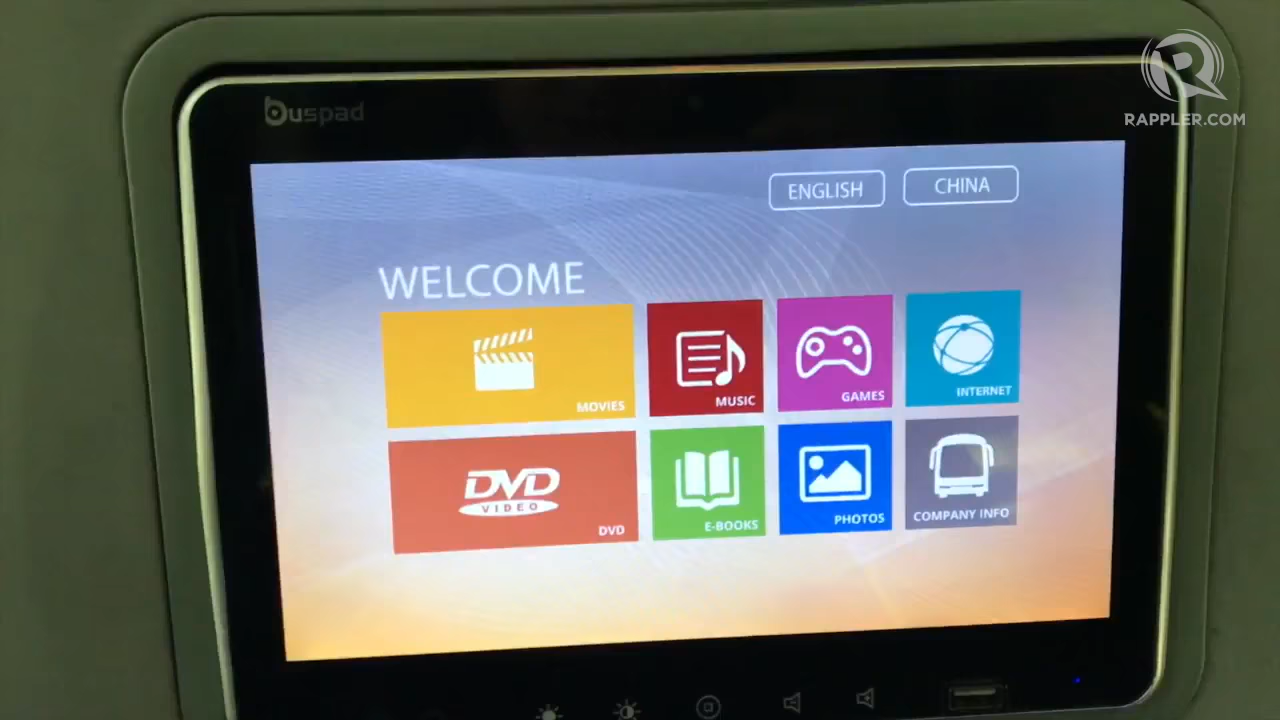 buspad
RAPPLER.COM
ENGLISH
CHINA
WELCOME
MOVIES
MUSIC
GAMES
INTERNET
DVD
VIDEO
DVD
E-BOOKS
PHOTOS
COMPANY INFO